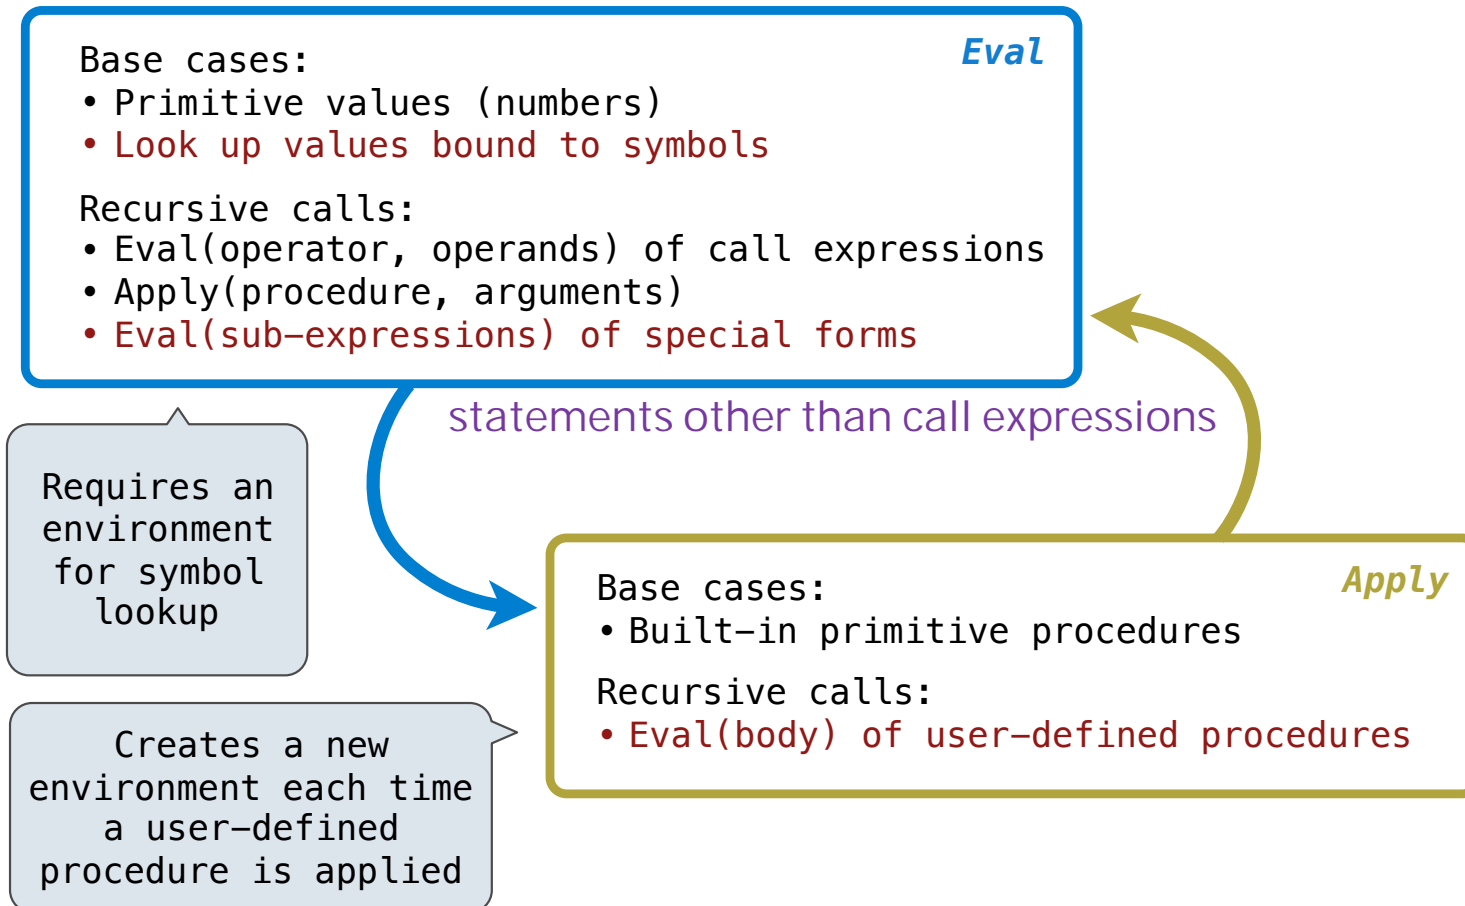 Eval
Base cases:
• Primitive values (numbers)
• Look up values bound to symbols
Recursive calls:
• Eval(operator, operands) of call expressions
• Apply(procedure, arguments)
• Eval(sub-expressions) of special forms
statements other than call expressions
Requires an
environment
for symbol
lookup
Apply
Base cases:
• Built-in primitive procedures
Recursive calls:
• Eval(body) of user-defined procedures
Creates a new
environment each time
a user-defined
procedure is applied